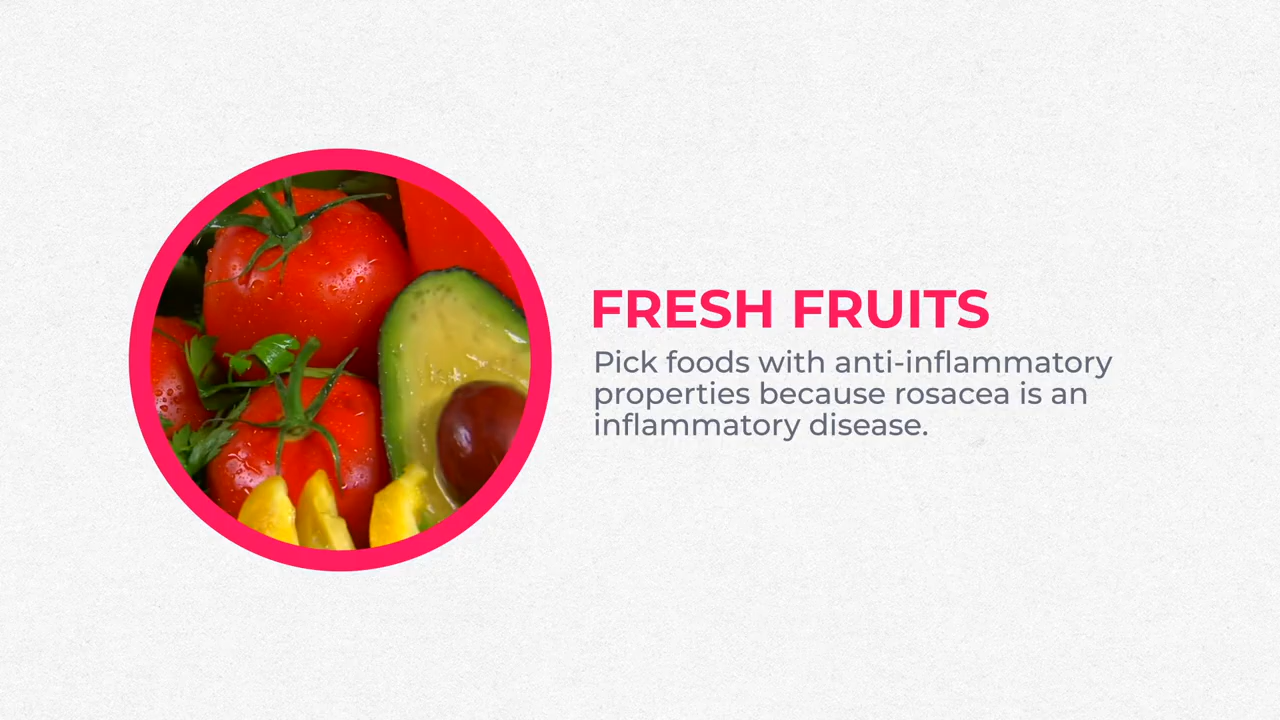 FRESH FRUITS
Pick foods with anti-inflammatory
properties because rosacea is an
inflammatory disease.